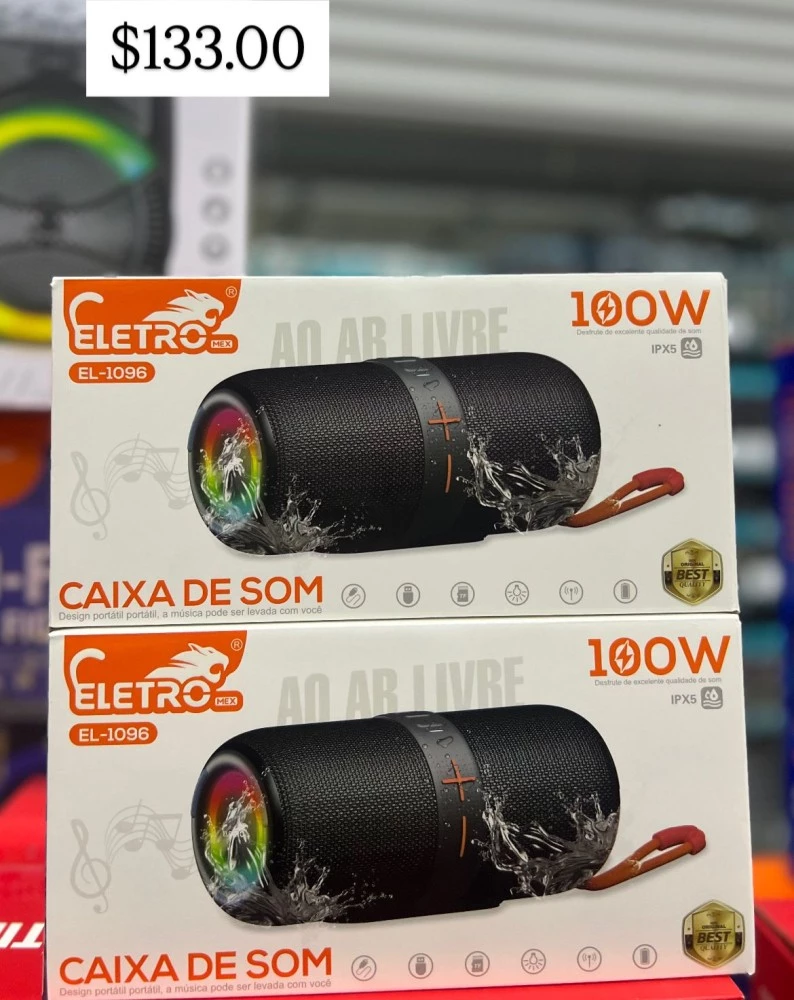 $133.00
ELETRO
MEX
®
EL-1096
AO AR LIVRE
100W
Desfrute de excelente qualidade de som
IPX5
CAIXA DE SOM
Design portátil portátil, a música pode ser levada com você
ORIGINAL
BEST
QUALITY
ELETRO
MEX
®
EL-1096
AO AR LIVRE
100W
Desfrute de excelente qualidade de som
IPX5
CAIXA DE SOM
Design portátil portátil, a música pode ser levada com você
ORIGINAL
BEST
QUALITY